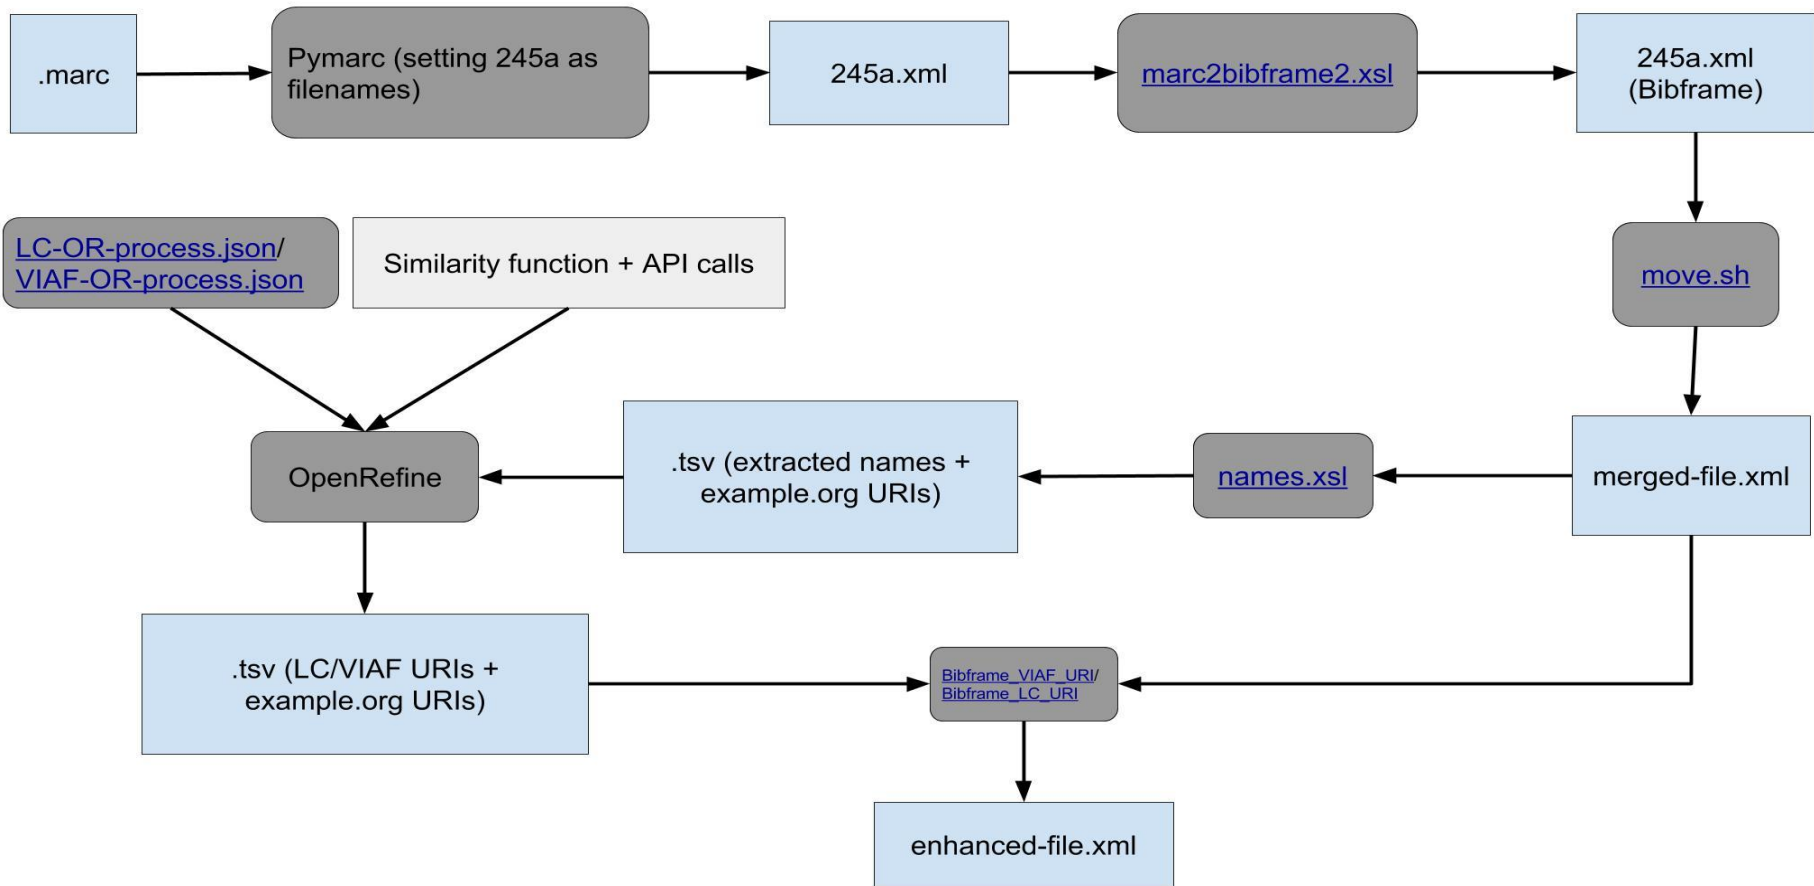 .marc
Pymarc (setting 245a as
filenames)
245a.xml
marc2bibframe2.xsl
245a.xml
(Bibframe)
LC-OR-process.json/
VIAF-OR-process.json
Similarity function + API calls
move.sh
OpenRefine
.tsv (extracted names +
example.org URIs)
names.xsl
merged-file.xml
.tsv (LC/VIAF URIs +
example.org URIs)
Bibframe_VIAF_URI/
Bibframe_LC_URI
enhanced-file.xml